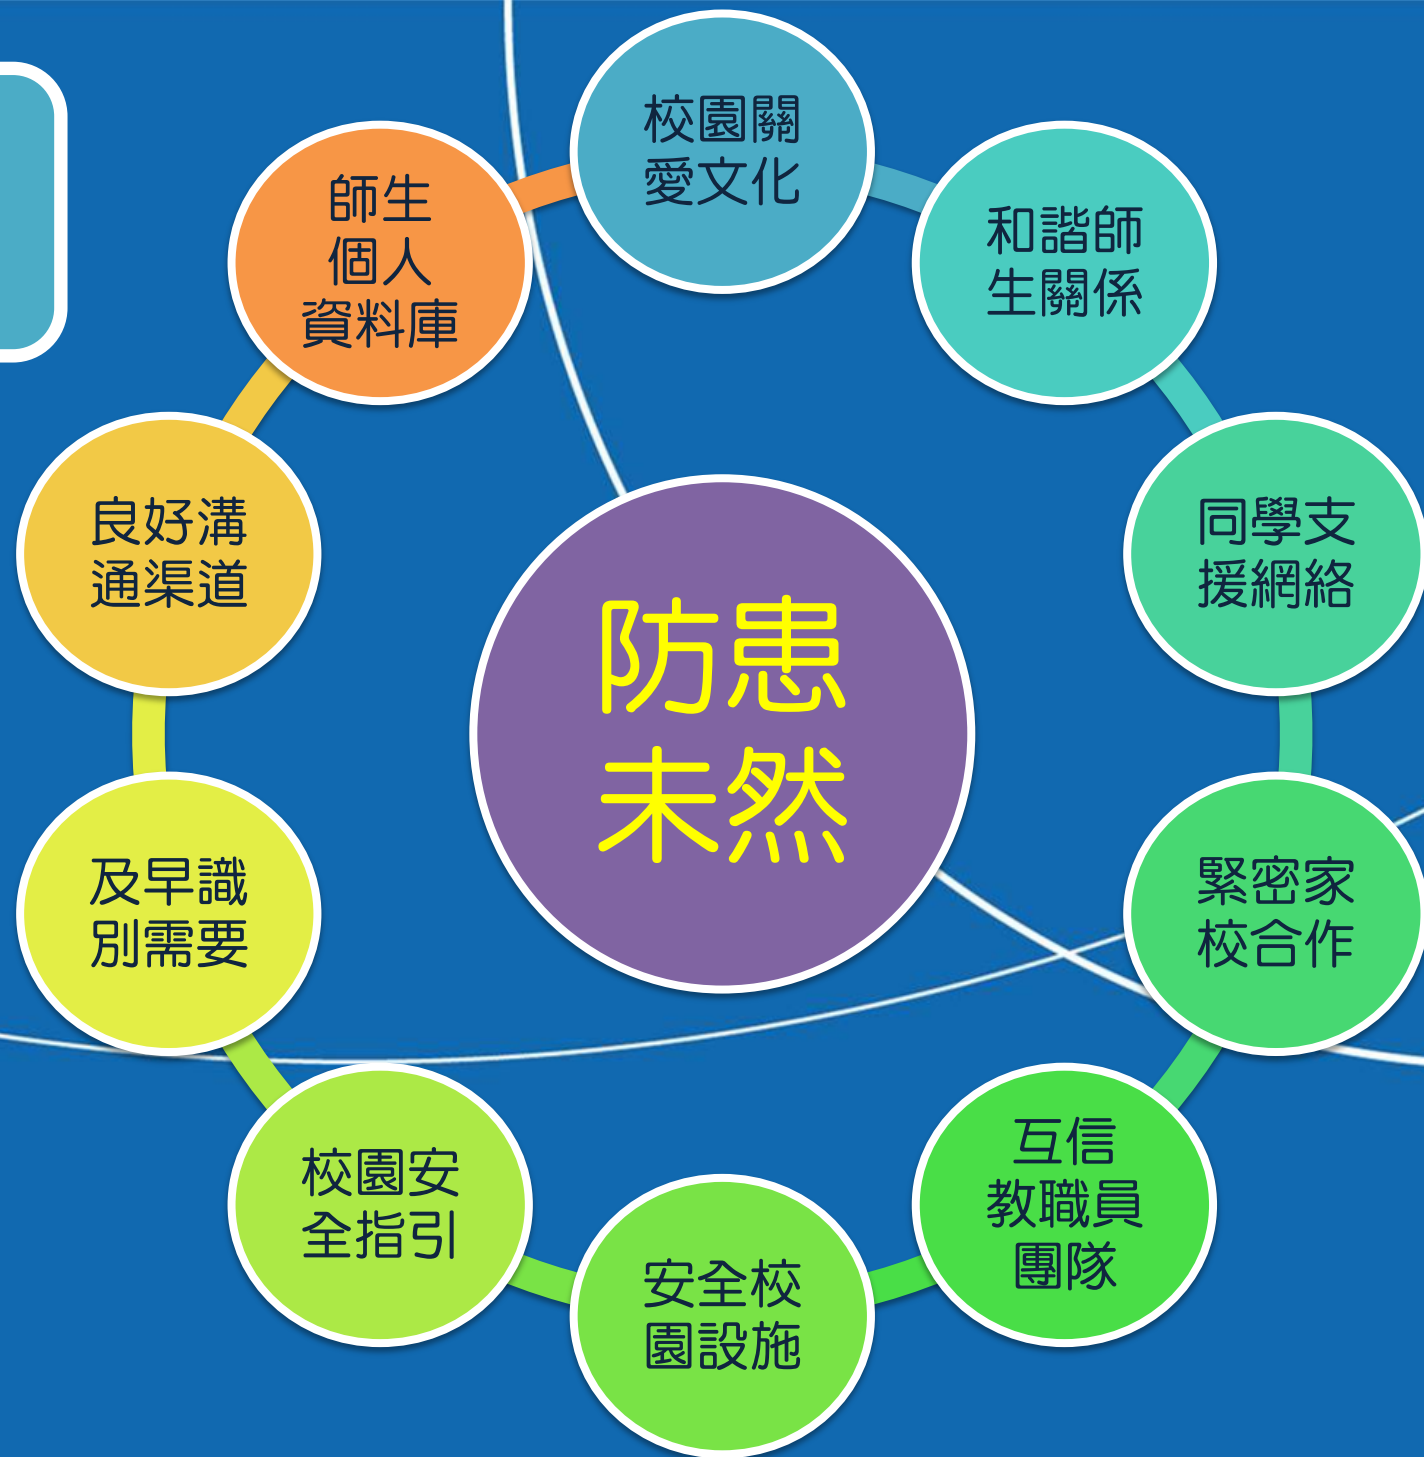 校園關
愛文化
和諧師
生關係
同學支
援網絡
緊密家
校合作
互信
教職員
團隊
安全校
園設施
校園安
全指引
及早識
別需要
良好溝
通渠道
師生
個人
資料庫
防患
未然